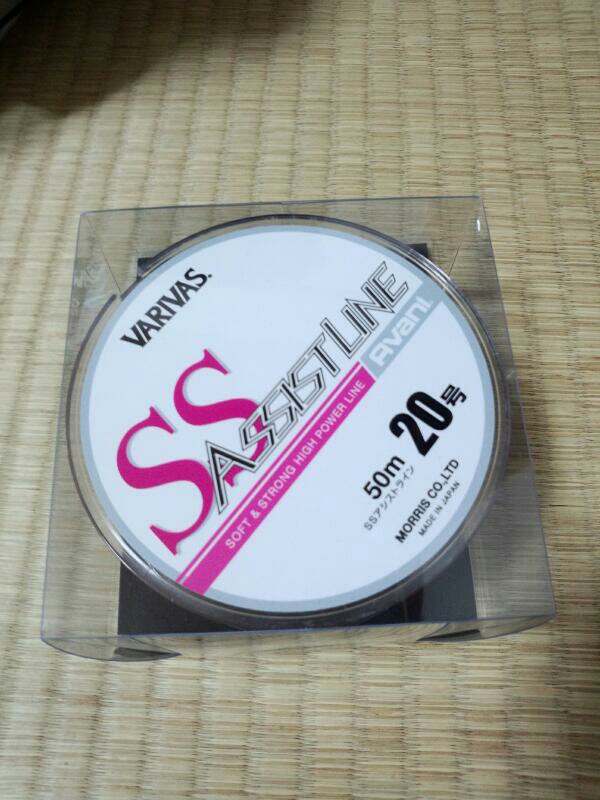 VARIVAS®
SS
ASSIST LINE
Avani
SOFT & STRONG HIGH POWER LINE
50m 20号
SSアシストライン
MORRIS CO.,LTD
MADE IN JAPAN